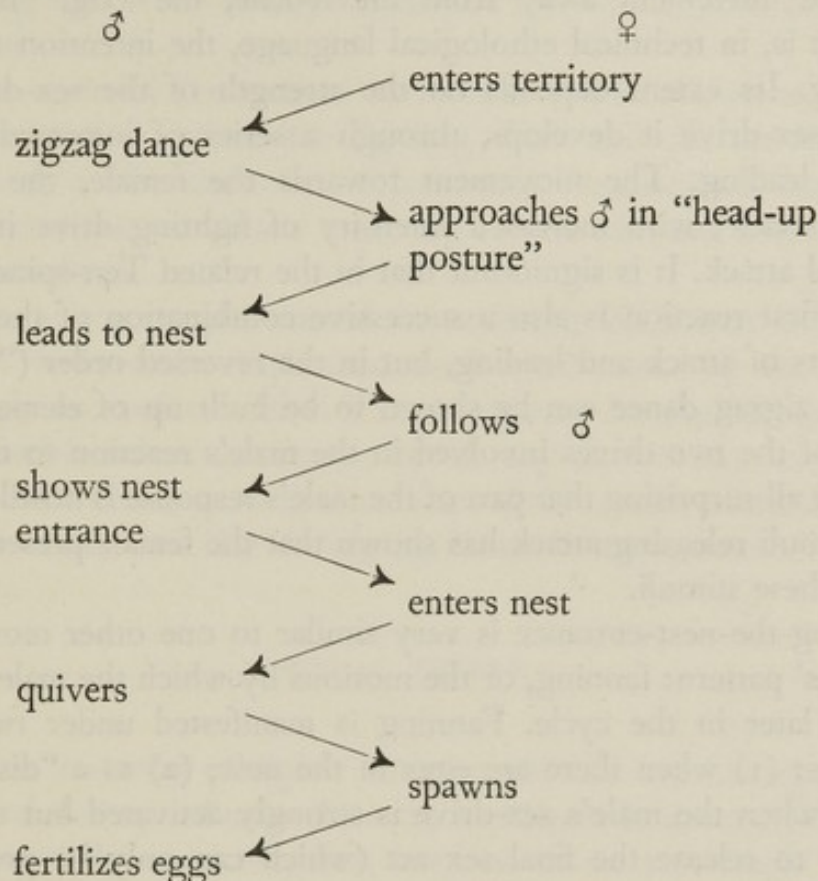 ♂ ♀
enters territory
zigzag dance
approaches ♂ in “head-up
posture”
leads to nest
follows ♂
shows nest
entrance
enters nest
quivers
spawns
fertilizes eggs